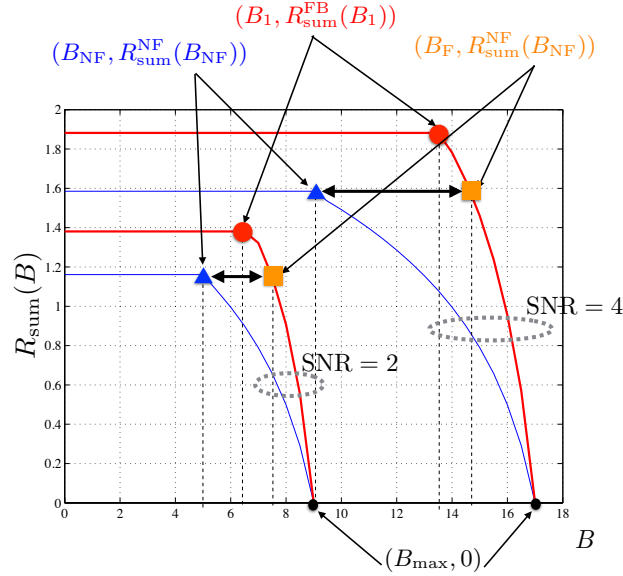 (B₁, R_sum^FB(B₁))
(B_NF, R_sum^NF(B_NF))
(B_F, R_sum^NF(B_NF))
2
1.8
1.6
1.4
1.2
1
0.8
0.6
0.4
0.2
0
R_sum(B)
SNR = 4
SNR = 2
0 2 4 6 8 10 12 14 16 18
B
(B_max, 0)